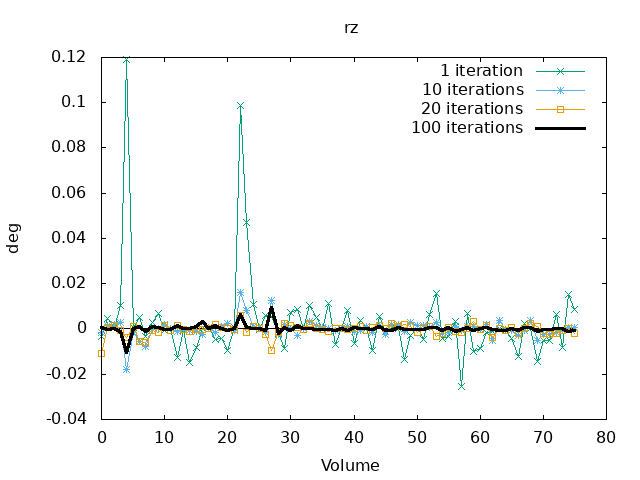 rz
0.12
0.1
0.08
0.06
0.04
0.02
0
-0.02
-0.04
deg
1 iteration
10 iterations
20 iterations
100 iterations
0 10 20 30 40 50 60 70 80
Volume